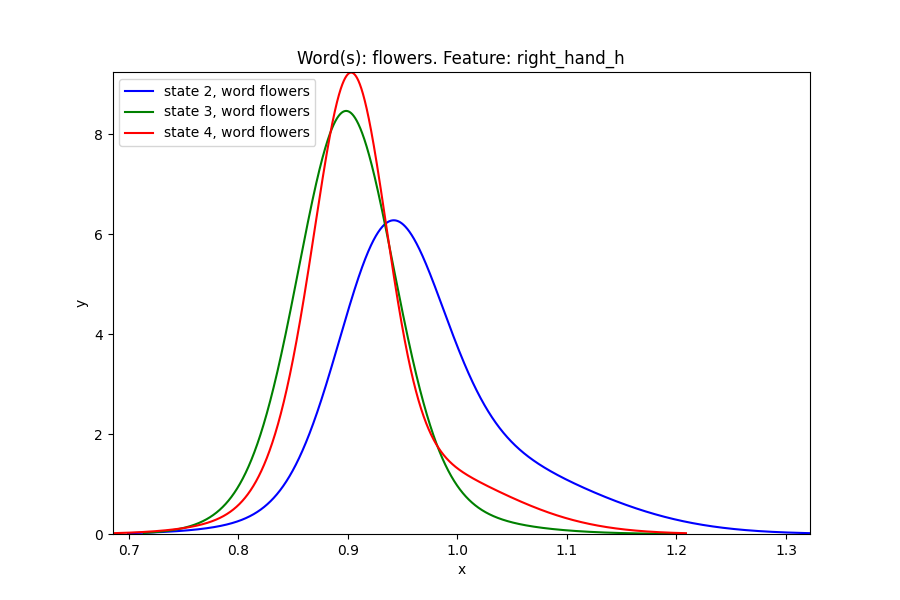 Word(s): flowers. Feature: right_hand_h
state 2, word flowers
state 3, word flowers
state 4, word flowers
8
6
4
2
0
y
0.7 0.8 0.9 1.0 1.1 1.2 1.3
x